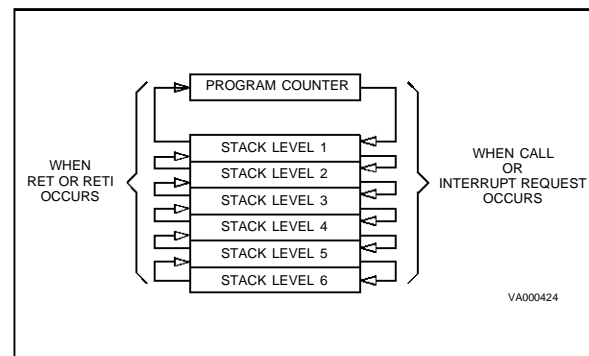 PROGRAM COUNTER
STACK LEVEL 1
STACK LEVEL 2
STACK LEVEL 3
STACK LEVEL 4
STACK LEVEL 5
STACK LEVEL 6
WHEN
RET OR RETI
OCCURS
WHEN CALL
OR
INTERRUPT REQUEST
OCCURS
VA000424